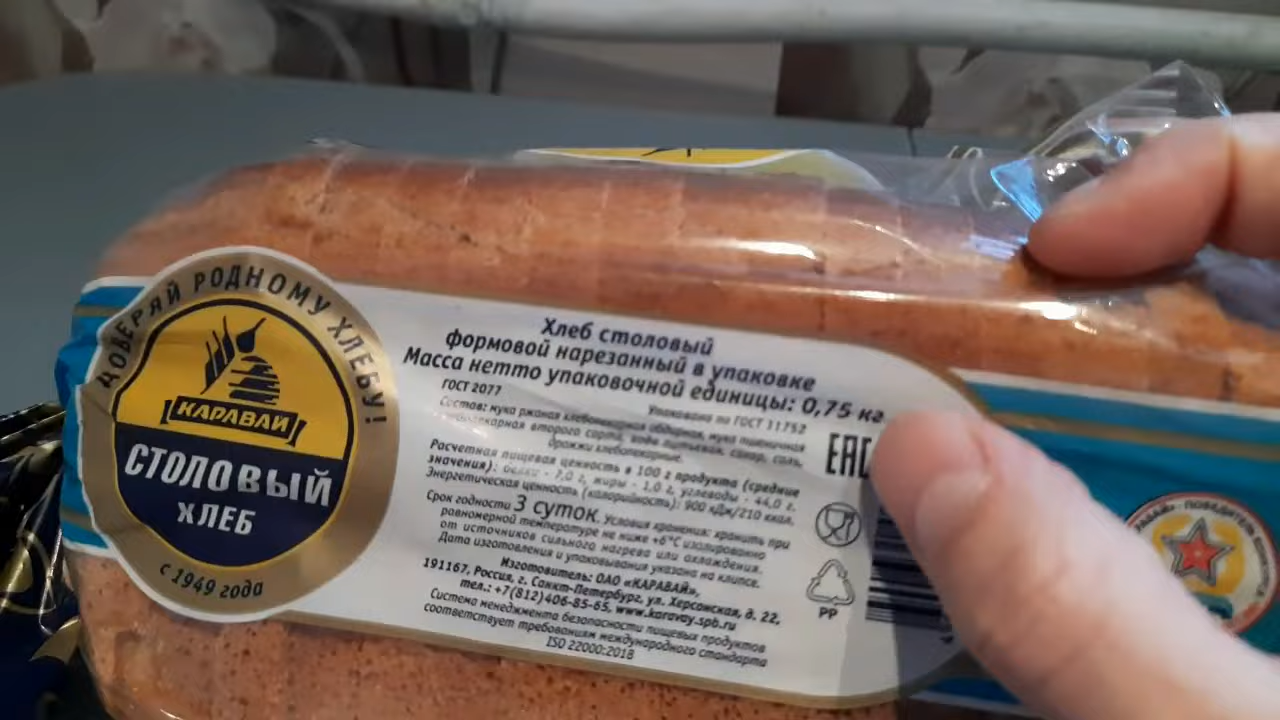 ДОВЕРЯЙ РОДНОМУ ХЛЕБУ!
КАРАВАЙ
СТОЛОВЫЙ
ХЛЕБ
с 1949 года
Хлеб столовый
формовой нарезанный в упаковке
Масса нетто упаковочной единицы: 0,75 кг
ГОСТ 2077
Упаковано по ГОСТ 11752
Состав: мука ржаная хлебопекарная обдирная, мука пшеничная
хлебопекарная второго сорта, вода питьевая, сахар, соль,
дрожжи хлебопекарные.
Расчетная пищевая ценность в 100 г продукта (средние
значения): белки - 7,0 г, жиры - 1,0 г, углеводы - 44,0 г.
Энергетическая ценность (калорийность): 900 кДж/210 ккал.
Срок годности 3 суток. Условия хранения: хранить при
равномерной температуре не ниже +6°С изолированно
от источников сильного нагрева или охлаждения.
Дата изготовления и упаковывания указана на клипсе.
Изготовитель: ОАО «КАРАВАЙ»,
191167, Россия, г. Санкт-Петербург, ул. Херсонская, д. 22,
тел.: +7(812)406-85-65, www.karavay.spb.ru
Система менеджмента безопасности пищевых продуктов
соответствует требованиям международного стандарта
ISO 22000:2018
EAC
PP